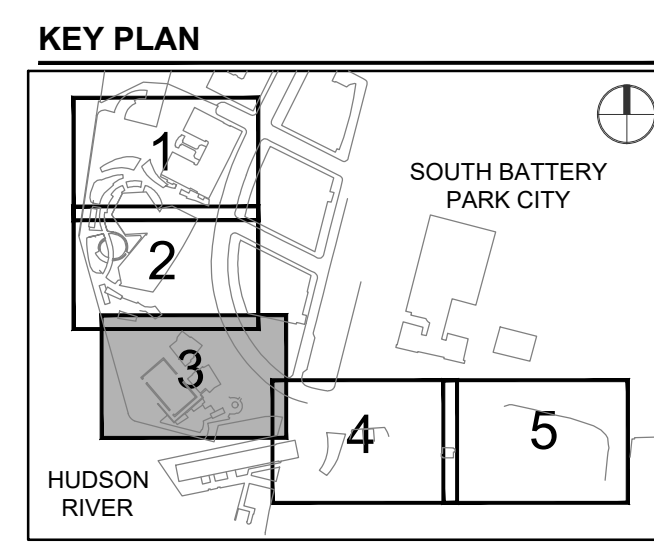 KEY PLAN
1
SOUTH BATTERY
PARK CITY
2
3
4
5
HUDSON
RIVER